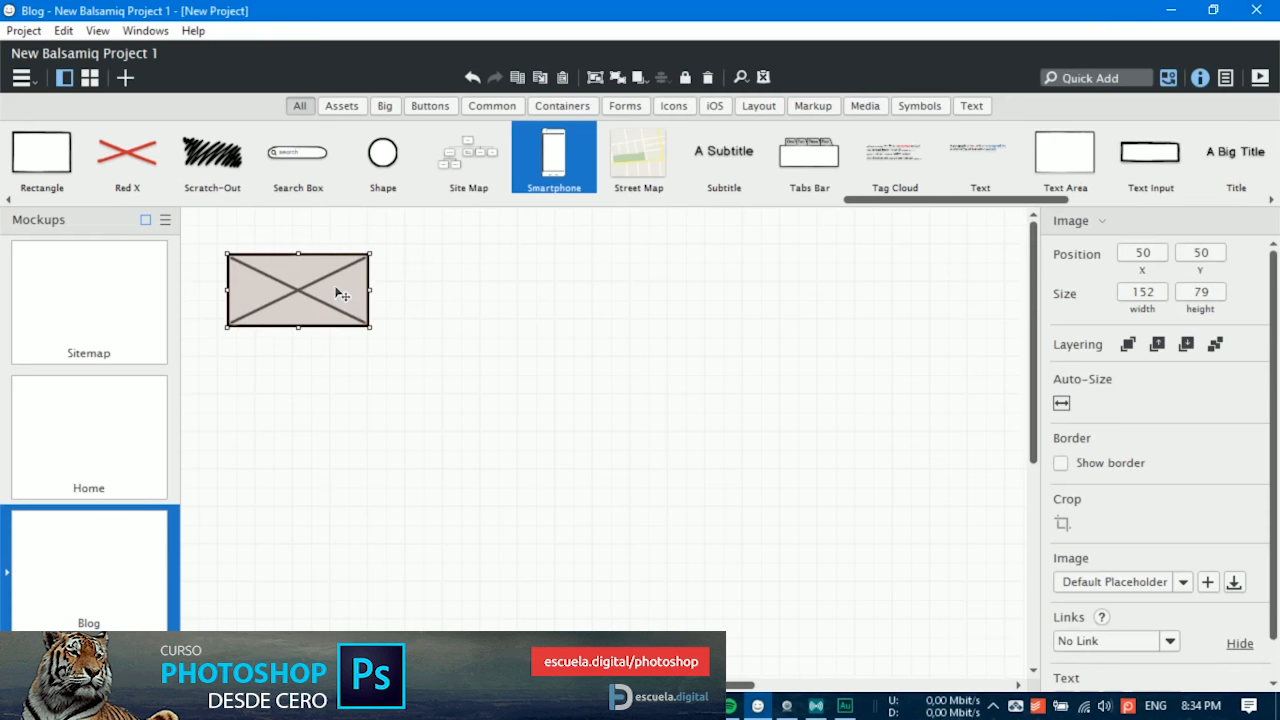 Blog - New Balsamiq Project 1 - [New Project]
Project Edit View Windows Help
New Balsamiq Project 1
Quick Add
All Assets Big Buttons Common Containers Forms Icons iOS Layout Markup Media Symbols Text
search
A Subtitle
A Big Title
Rectangle Red X Scratch-Out Search Box Shape Site Map Smartphone Street Map Subtitle Tabs Bar Tag Cloud Text Text Area Text Input Title
Mockups
Sitemap
Home
Blog
Image
Position 50 50
X Y
Size 152 79
width height
Layering
Auto-Size
Border
Show border
Crop
Image
Default Placeholder
Links ?
No Link Hide
Text
CURSO
PHOTOSHOP
DESDE CERO
Ps
escuela.digital/photoshop
escuela.digital
Au
U: 0,00 Mbit/s
D: 0,00 Mbit/s
ENG 8:34 PM